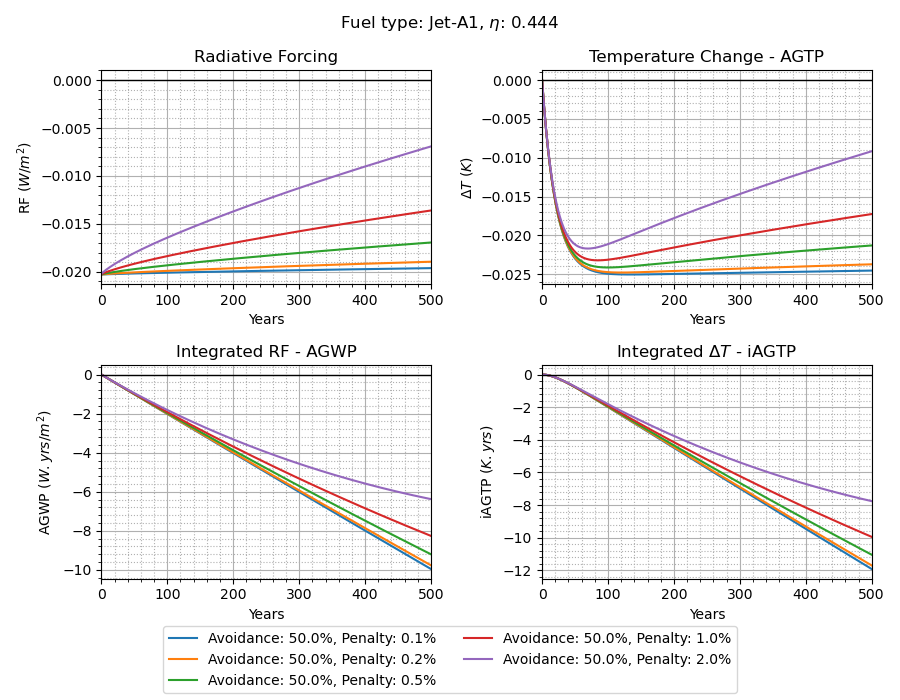 Fuel type: Jet-A1, η: 0.444
Radiative Forcing
0.000
−0.005
−0.010
−0.015
−0.020
RF (W/m²)
0 100 200 300 400 500
Years
Temperature Change - AGTP
0.000
−0.005
−0.010
−0.015
−0.020
−0.025
ΔT (K)
0 100 200 300 400 500
Years
Integrated RF - AGWP
0
−2
−4
−6
−8
−10
AGWP (W. yrs/m²)
0 100 200 300 400 500
Years
Integrated ΔT - iAGTP
0
−2
−4
−6
−8
−10
−12
iAGTP (K. yrs)
0 100 200 300 400 500
Years
Avoidance: 50.0%, Penalty: 0.1%
Avoidance: 50.0%, Penalty: 0.2%
Avoidance: 50.0%, Penalty: 0.5%
Avoidance: 50.0%, Penalty: 1.0%
Avoidance: 50.0%, Penalty: 2.0%